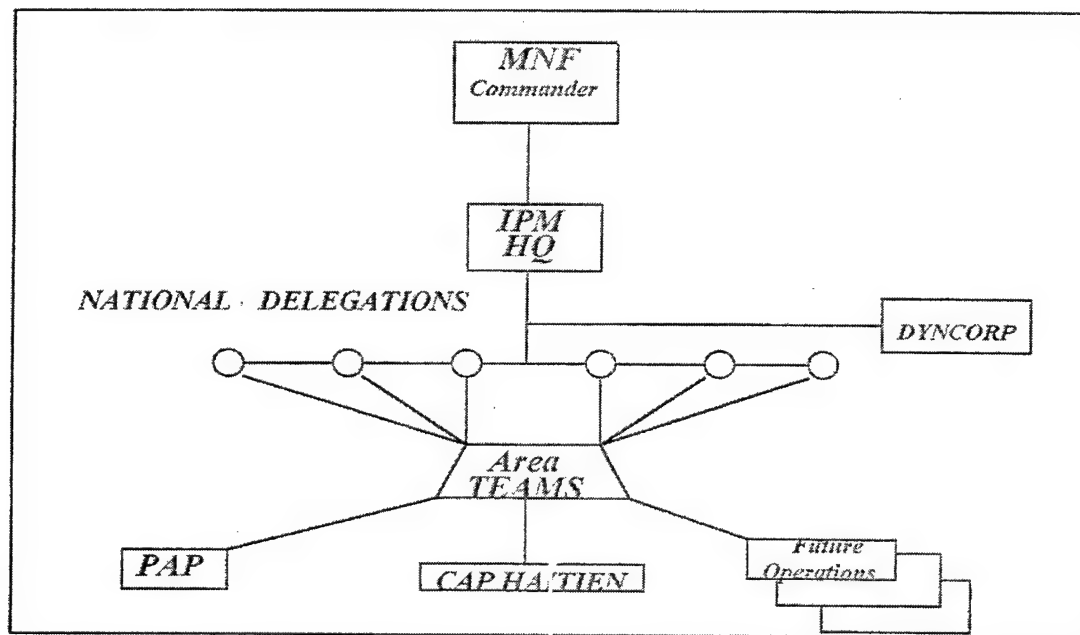 MNF
Commander
IPM
HQ
NATIONAL DELEGATIONS
DYNCORP
Area
TEAMS
PAP
CAP HAITIEN
Future
Operations